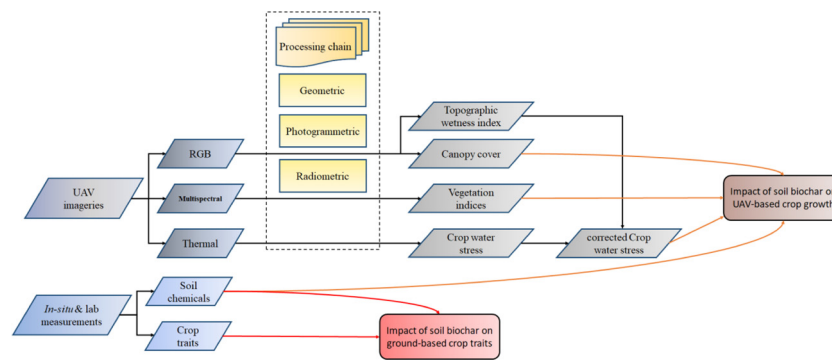 Processing chain
Geometric
Photogrammetric
Radiometric
UAV
imageries
RGB
Multispectral
Thermal
Topographic
wetness index
Canopy cover
Vegetation
indices
Crop water
stress
corrected Crop
water stress
Impact of soil biochar on
UAV-based crop growth
In-situ & lab
measurements
Soil
chemicals
Crop
traits
Impact of soil biochar on
ground-based crop traits